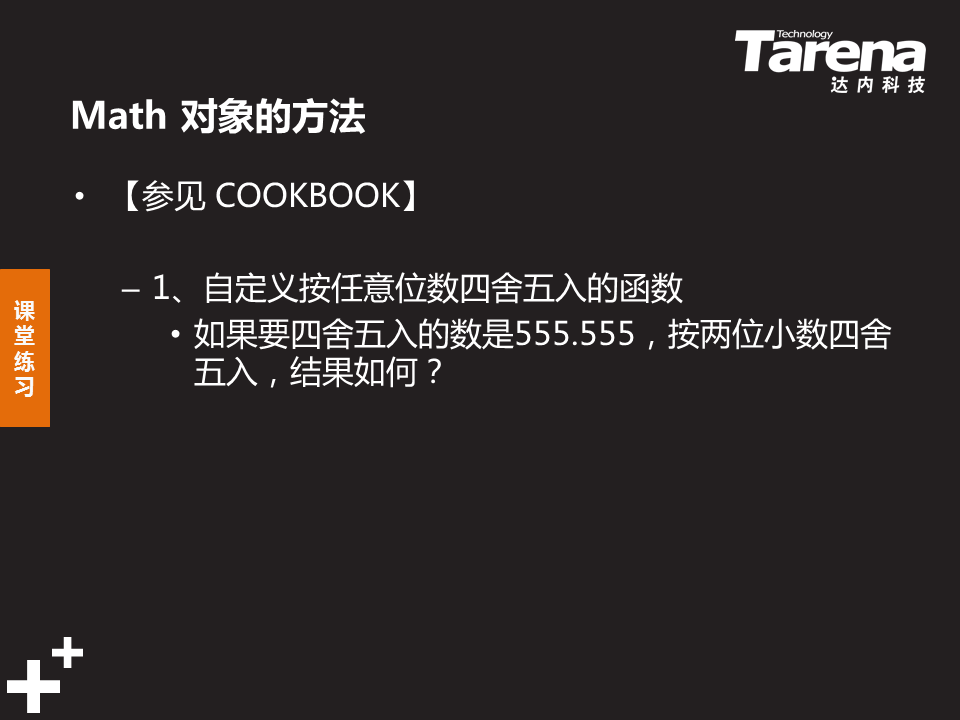 Technology
Tarena
达内科技
Math 对象的方法
• 【参见 COOKBOOK】
– 1、自定义按任意位数四舍五入的函数
• 如果要四舍五入的数是555.555，按两位小数四舍
五入，结果如何？
课
堂
练
习